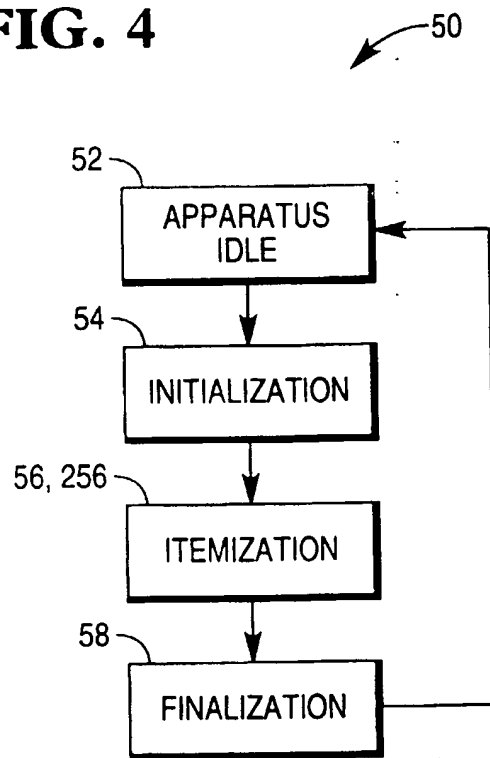 FIG. 4
50
52
APPARATUS
IDLE
54
INITIALIZATION
56, 256
ITEMIZATION
58
FINALIZATION